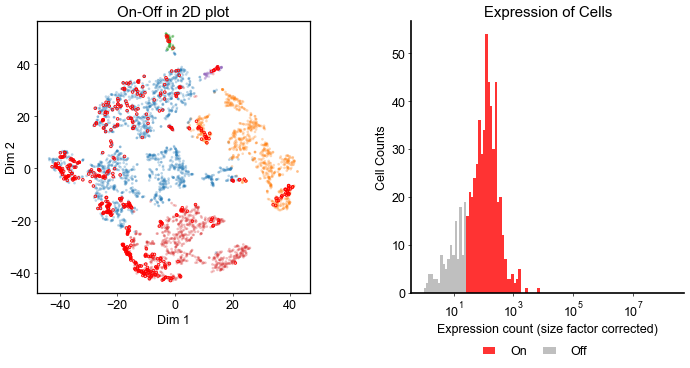 On-Off in 2D plot
Dim 2
40
20
0
−20
−40
−40 −20 0 20 40
Dim 1
Expression of Cells
Cell Counts
50
40
30
20
10
0
10^1 10^3 10^5 10^7
Expression count (size factor corrected)
On Off